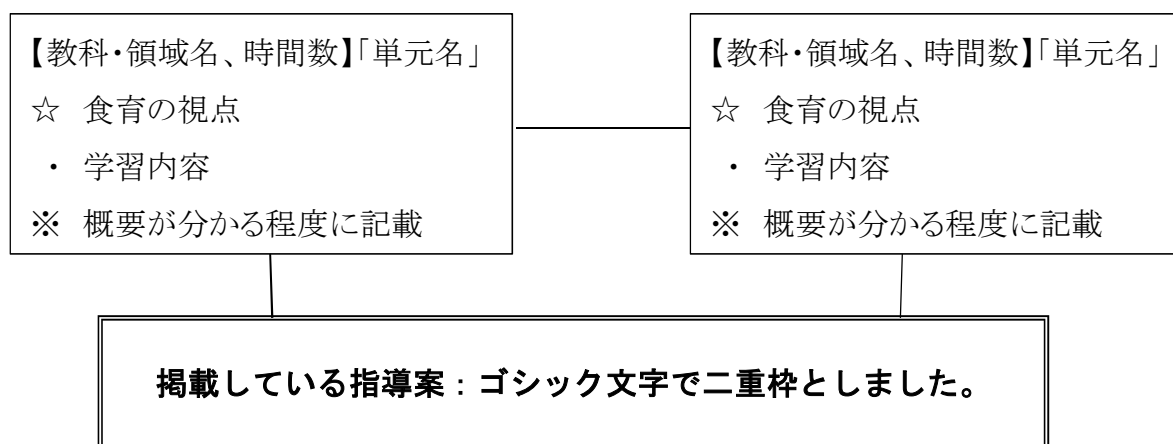 【教科・領域名、時間数】「単元名」
☆ 食育の視点
・ 学習内容
※ 概要が分かる程度に記載
【教科・領域名、時間数】「単元名」
☆ 食育の視点
・ 学習内容
※ 概要が分かる程度に記載
掲載している指導案：ゴシック文字で二重枠としました。